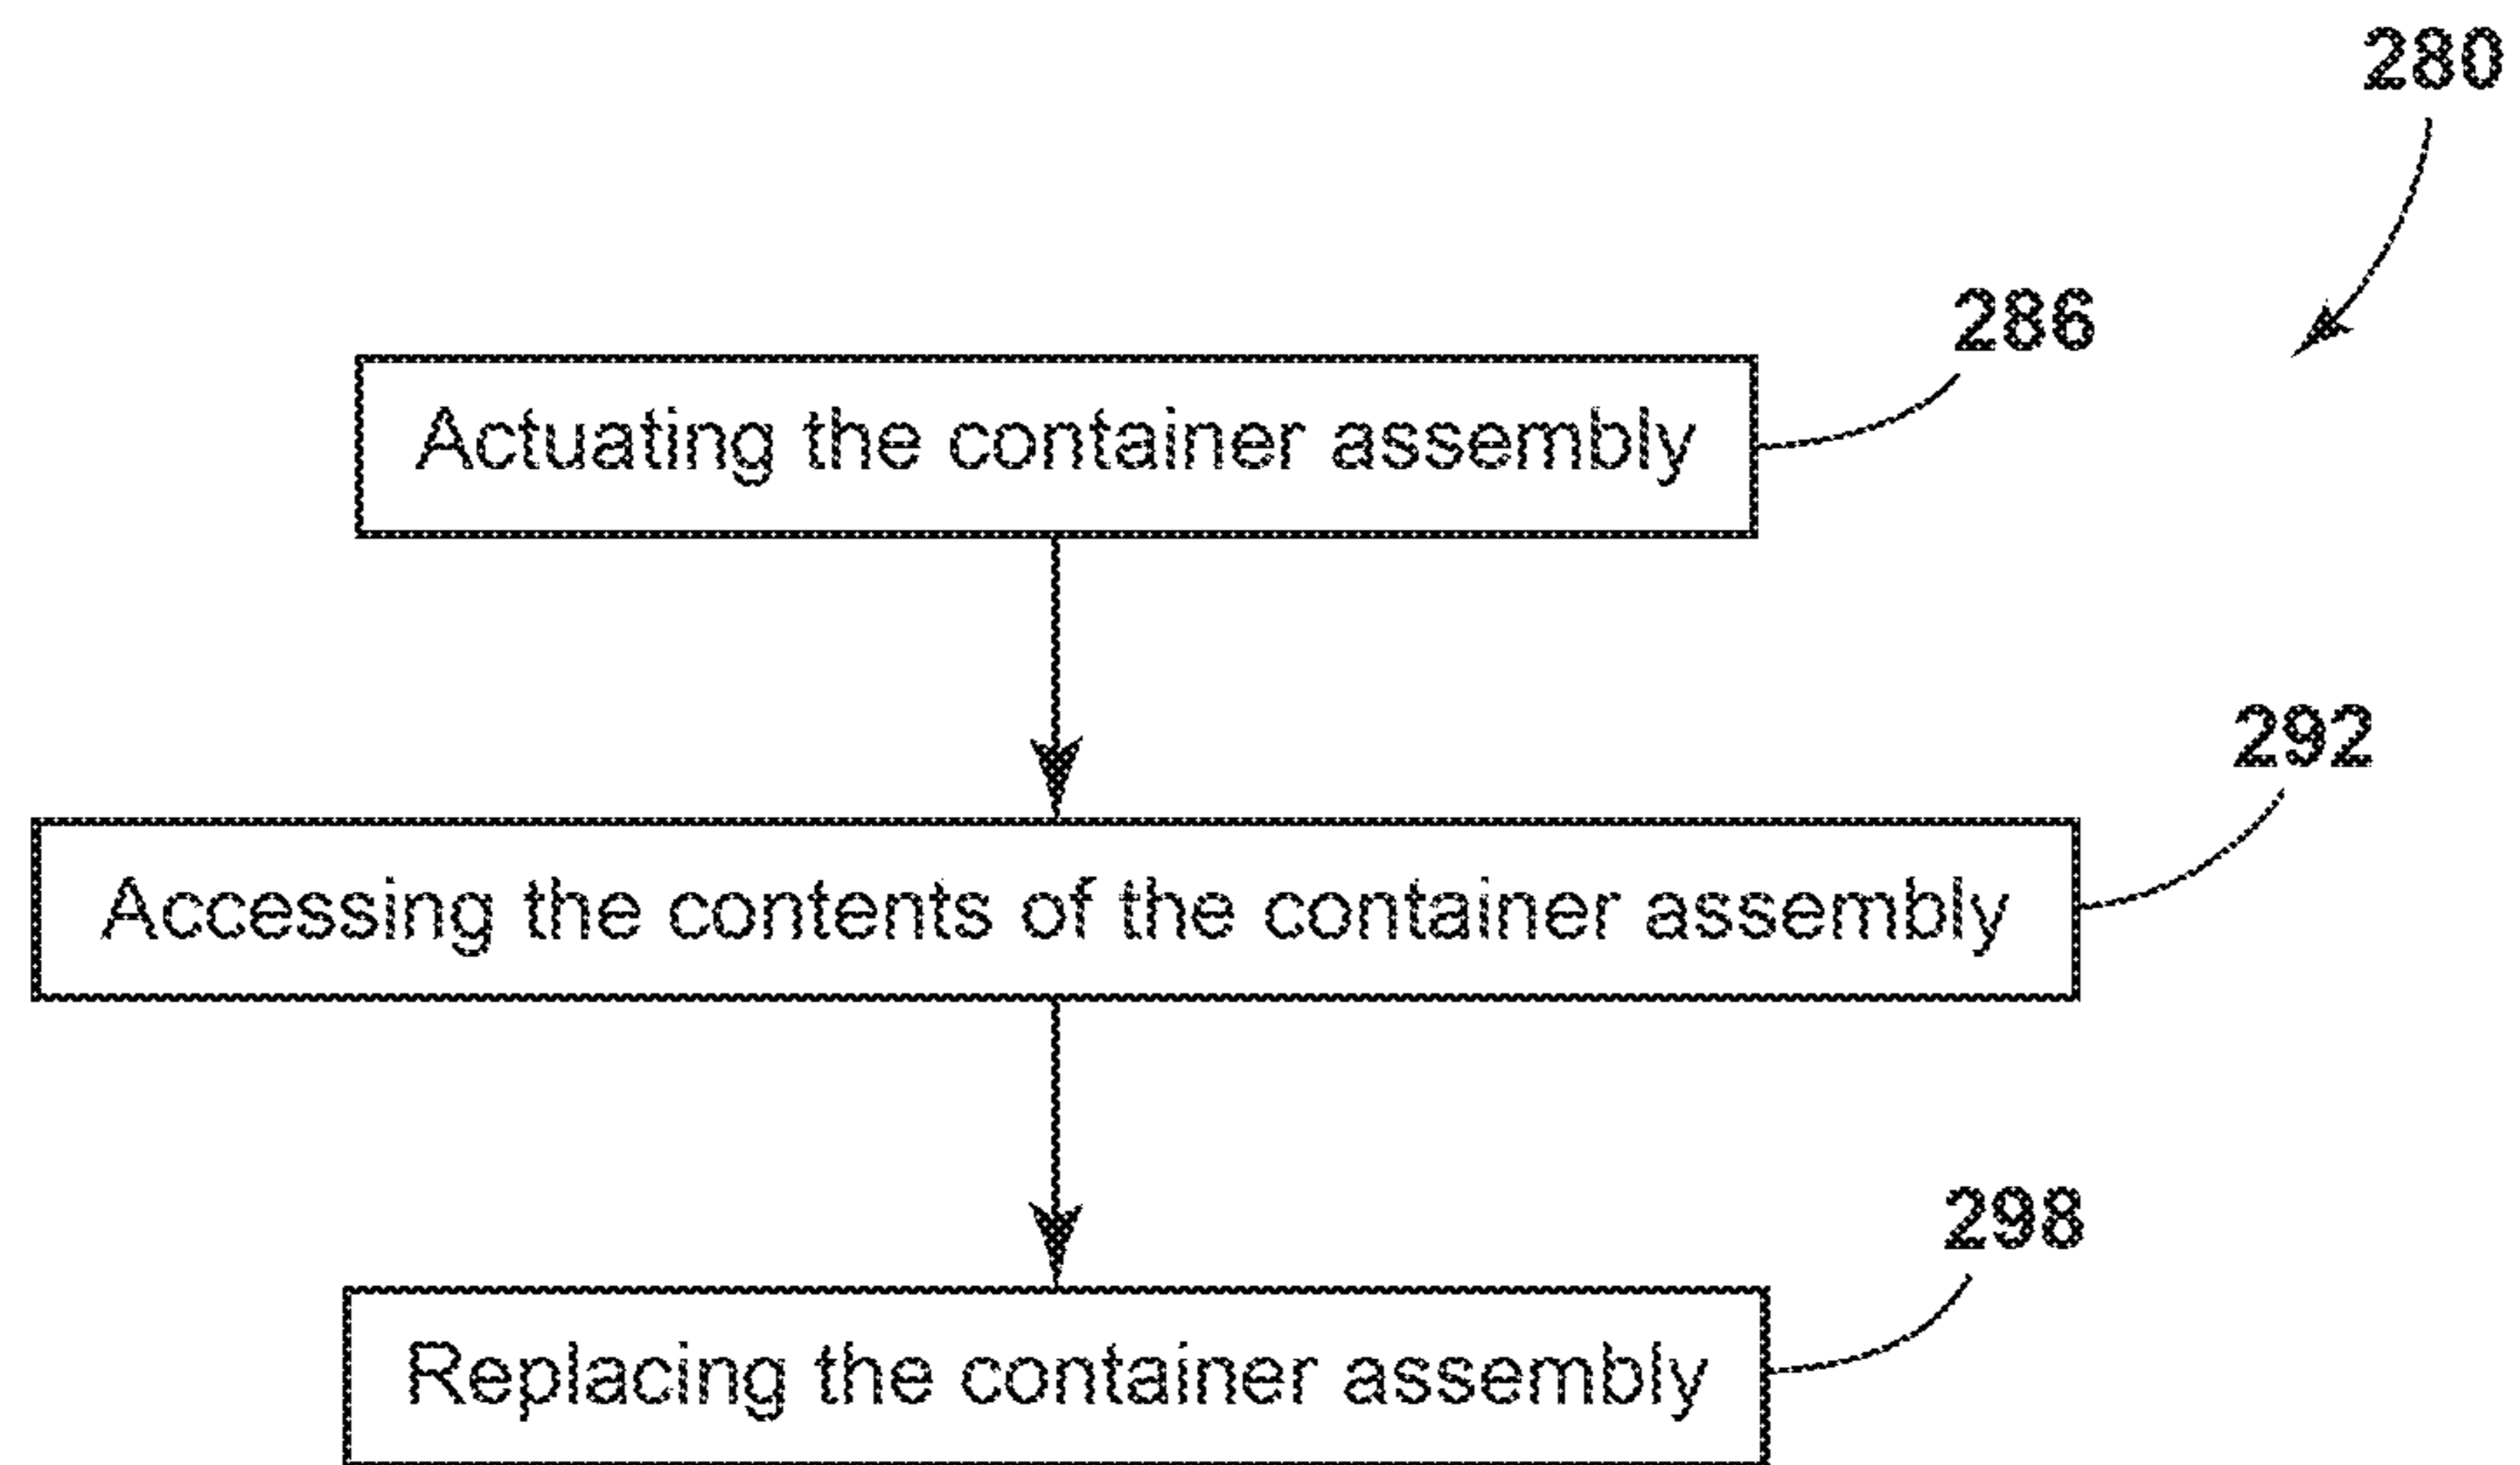 280
286
Actuating the container assembly
292
Accessing the contents of the container assembly
298
Replacing the container assembly